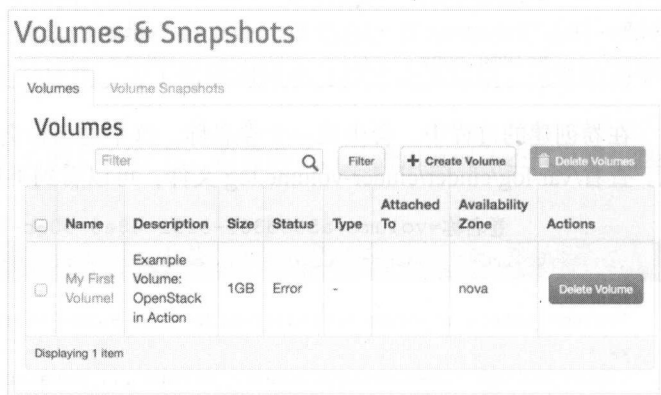 Volumes & Snapshots
Volumes Volume Snapshots
Volumes
Filter Filter + Create Volume Delete Volumes
Name Description Size Status Type Attached To Availability Zone Actions
My First Volume! Example Volume: OpenStack in Action 1GB Error - nova Delete Volume
Displaying 1 item